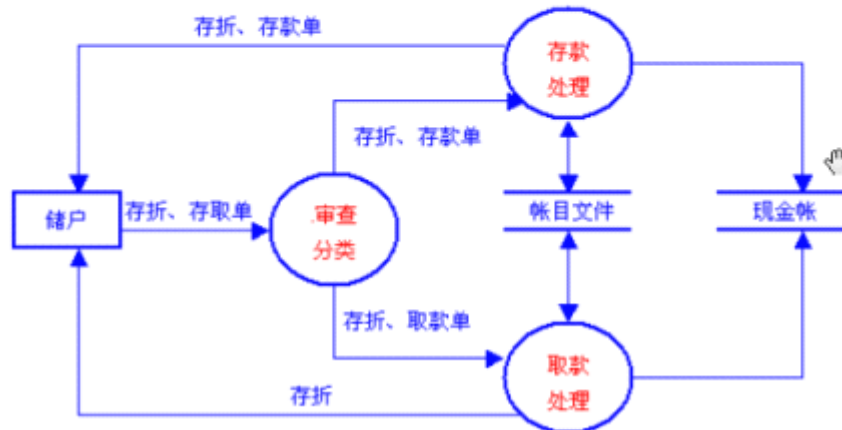 存折、存款单
存款
处理
存折、存款单
储户
存折、存取单
审查
分类
帐目文件
现金帐
存折、取款单
取款
处理
存折